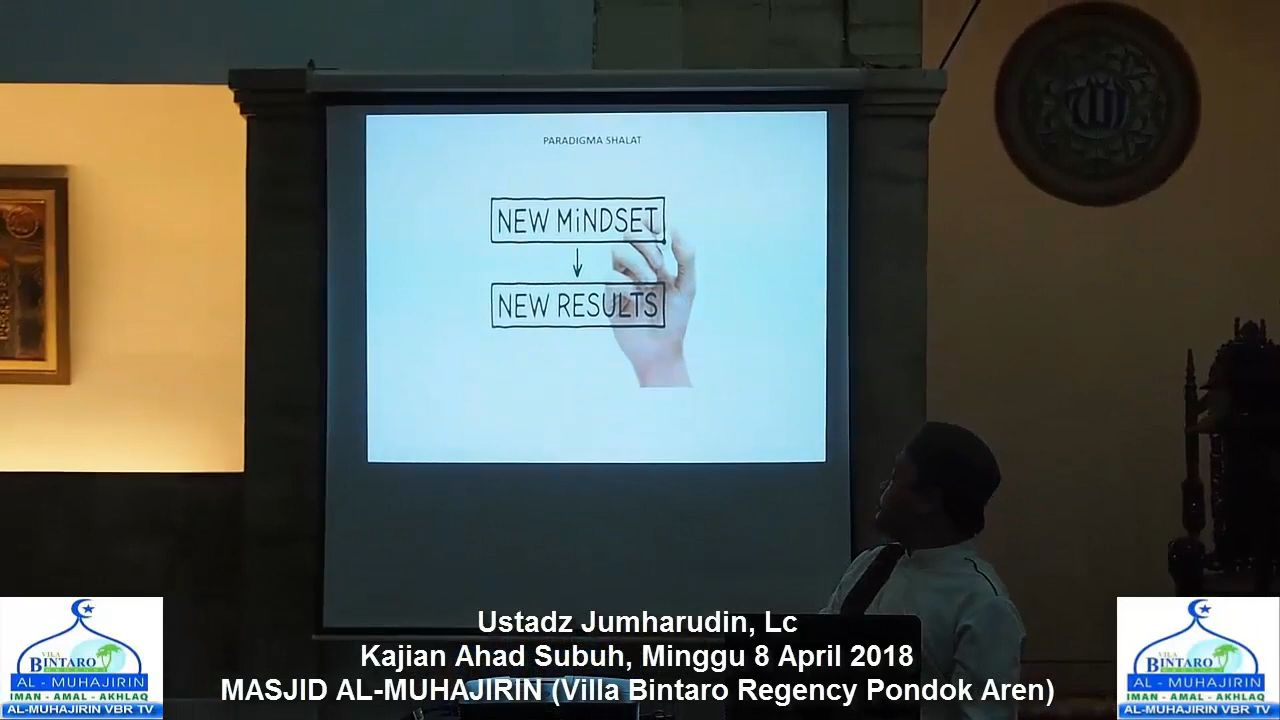 PARADIGMA SHALAT
NEW MiNDSET
NEW RESULTS
Ustadz Jumharudin, Lc
Kajian Ahad Subuh, Minggu 8 April 2018
MASJID AL-MUHAJIRIN (Villa Bintaro Regency Pondok Aren)
VILA
BINTARO
AL - MUHAJIRIN
IMAN - AMAL - AKHLAQ
AL-MUHAJIRIN VBR TV
VILA
BINTARO
AL - MUHAJIRIN
IMAN - AMAL - AKHLAQ
AL-MUHAJIRIN VBR TV